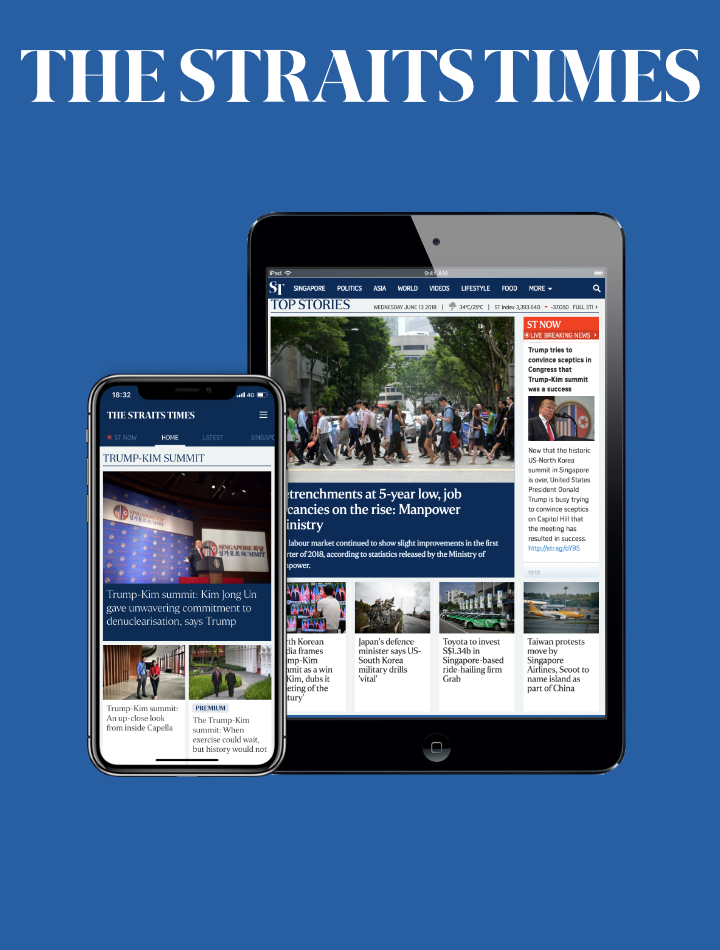 THE STRAITS TIMES
iPad
9:41 AM
ST
SINGAPORE POLITICS ASIA WORLD VIDEOS LIFESTYLE FOOD MORE
TOP STORIES
WEDNESDAY JUNE 13 2018 | 34°C/25°C | ST Index 3,393.640 -37.050 FULL STI
ST NOW
LIVE BREAKING NEWS
Trump tries to
convince sceptics in
Congress that
Trump-Kim summit
was a success
Now that the historic
US-North Korea
summit in Singapore
is over, United States
President Donald
Trump is busy trying
to convince sceptics
on Capitol Hill that
the meeting has
resulted in success.
etrenchments at 5-year low, job
cancies on the rise: Manpower
inistry
labour market continued to show slight improvements in the first
rter of 2018, according to statistics released by the Ministry of
npower.
rth Korean
dia frames
mp-Kim
nmit as a win
Kim, dubs it
eting of the
tury'
Japan's defence
minister says US-
South Korea
military drills
'vital'
Toyota to invest
S$1.34b in
Singapore-based
ride-hailing firm
Grab
Taiwan protests
move by
Singapore
Airlines, Scoot to
name island as
part of China
18:32
4G
THE STRAITS TIMES
ST NOW HOME LATEST SINGAPO
TRUMP-KIM SUMMIT
SINGAPORE
SUMMIT
Trump-Kim summit: Kim Jong Un
gave unwavering commitment to
denuclearisation, says Trump
Trump-Kim summit:
An up-close look
from inside Capella
PREMIUM
The Trump-Kim
summit: When
exercise could wait,
but history would not